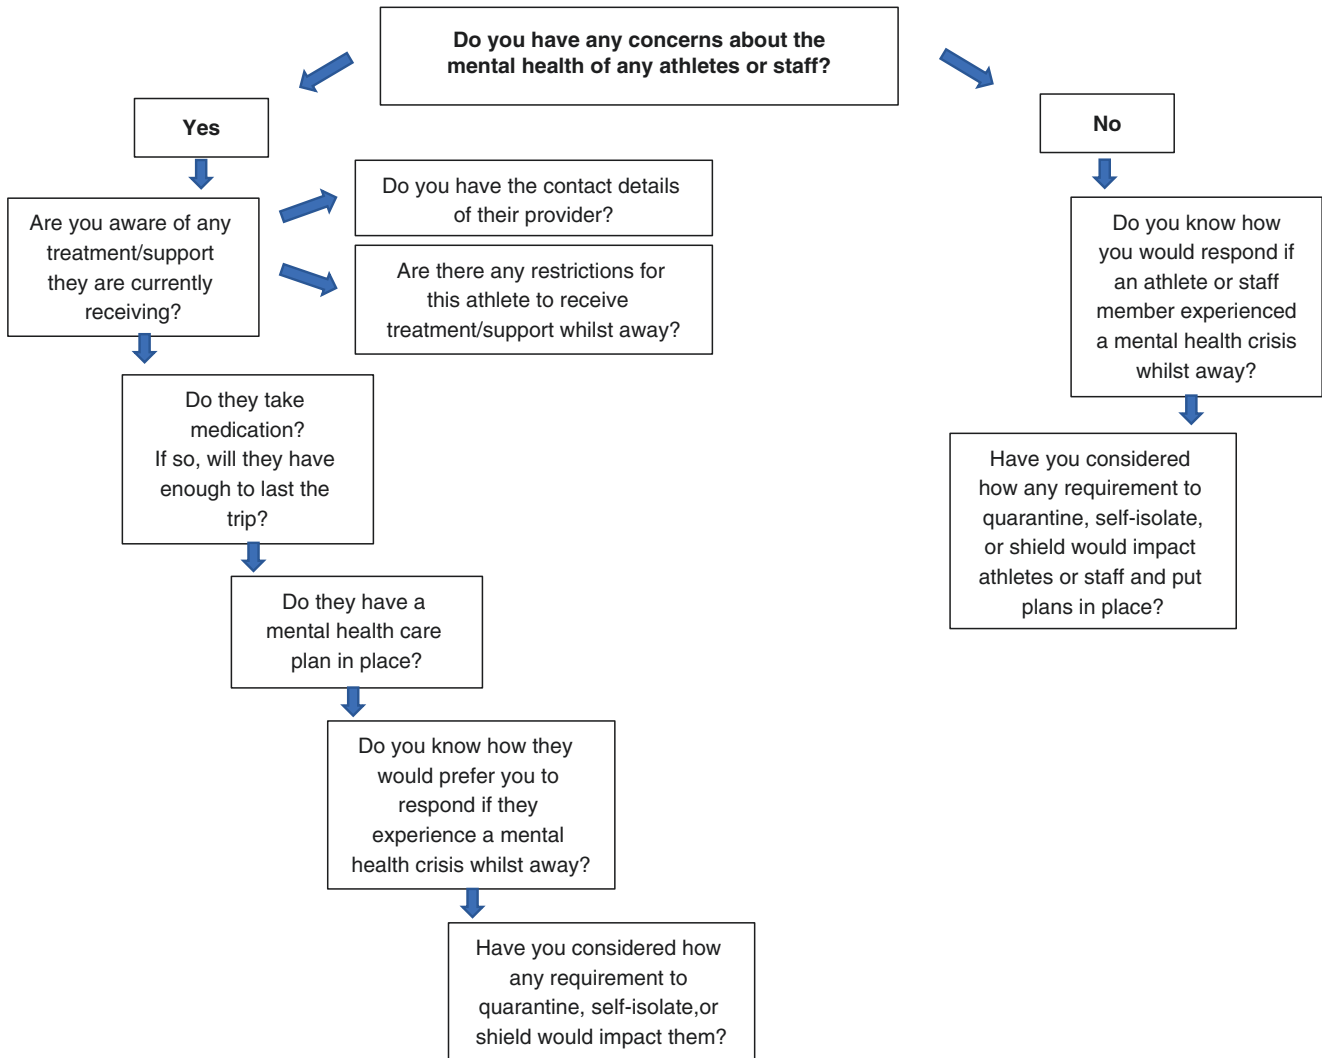 Do you have any concerns about the
mental health of any athletes or staff?
Yes
No
Are you aware of any
treatment/support
they are currently
receiving?
Do you have the contact details
of their provider?
Are there any restrictions for
this athlete to receive
treatment/support whilst away?
Do they take
medication?
If so, will they have
enough to last the
trip?
Do they have a
mental health care
plan in place?
Do you know how they
would prefer you to
respond if they
experience a mental
health crisis whilst away?
Have you considered how
any requirement to
quarantine, self-isolate,or
shield would impact them?
Do you know how
you would respond if
an athlete or staff
member experienced
a mental health crisis
whilst away?
Have you considered
how any requirement to
quarantine, self-isolate,
or shield would impact
athletes or staff and put
plans in place?